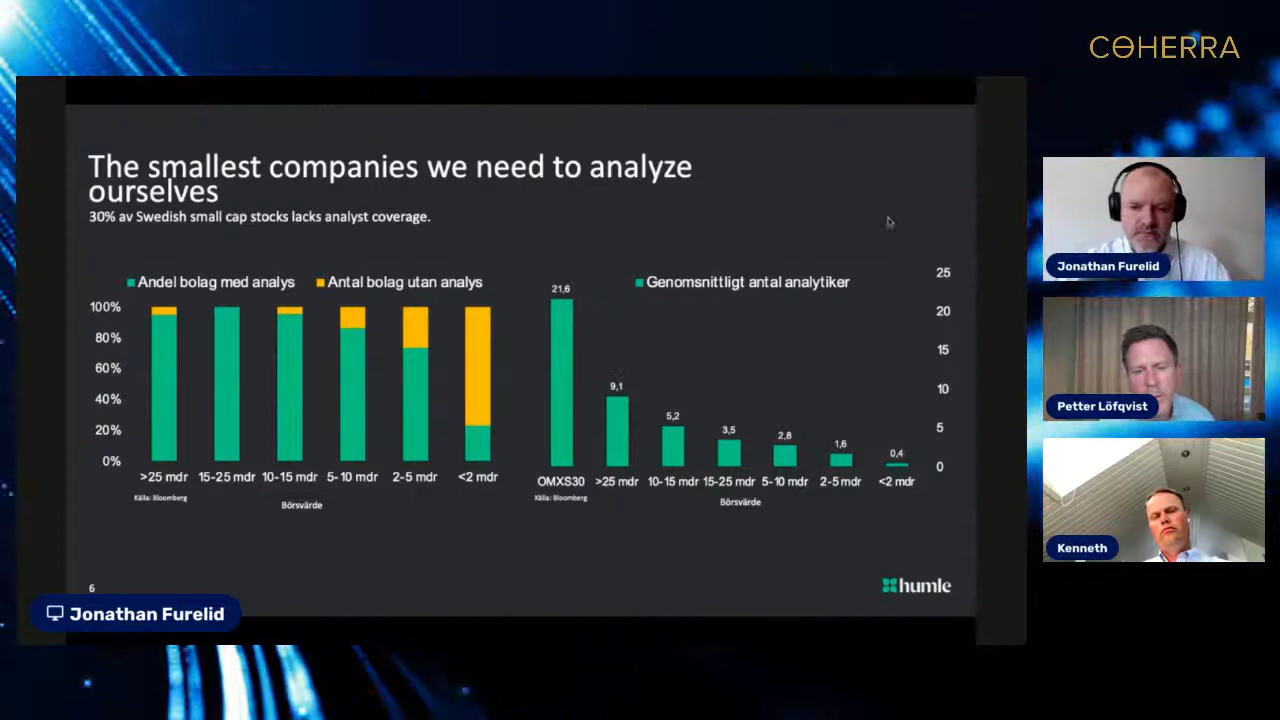 COHERRA
The smallest companies we need to analyze
ourselves
30% av Swedish small cap stocks lacks analyst coverage.
Andel bolag med analys Antal bolag utan analys
100%
80%
60%
40%
20%
0%
>25 mdr 15-25 mdr 10-15 mdr 5-10 mdr 2-5 mdr <2 mdr
Källa: Bloomberg
Börsvärde
Genomsnittligt antal analytiker
25
20
15
10
5
0
21,6
9,1
5,2
3,5
2,8
1,6
0,4
OMXS30 >25 mdr 10-15 mdr 15-25 mdr 5-10 mdr 2-5 mdr <2 mdr
Källa: Bloomberg
Börsvärde
6
humle
Jonathan Furelid
Jonathan Furelid
Petter Löfqvist
Kenneth